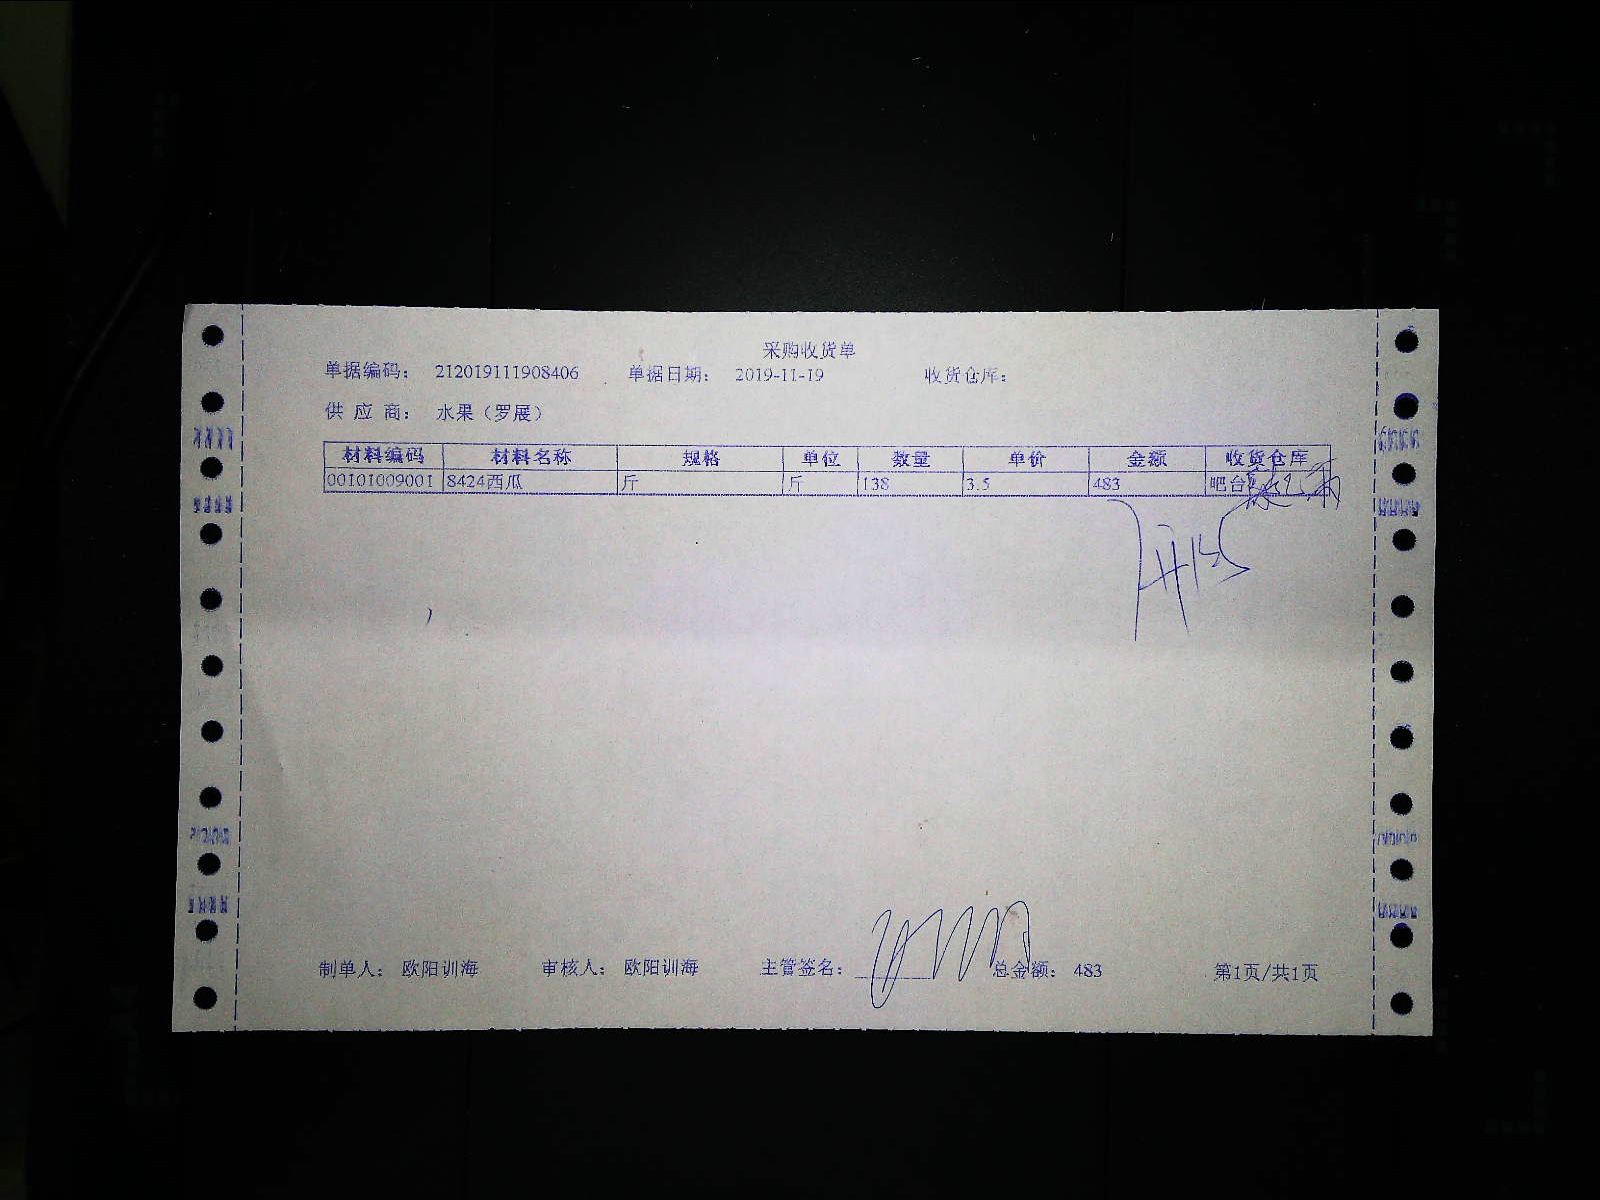 采购收货单
单据编码: 212019111908406 单据日期: 2019-11-19 收货仓库:
供 应 商: 水果（罗展）
材料编码 材料名称 规格 单位 数量 单价 金额 收货仓库
00101009001 8424西瓜 斤 斤 138 3.5 483 吧台
制单人: 欧阳训海 审核人: 欧阳训海 主管签名: 总金额: 483 第1页/共1页